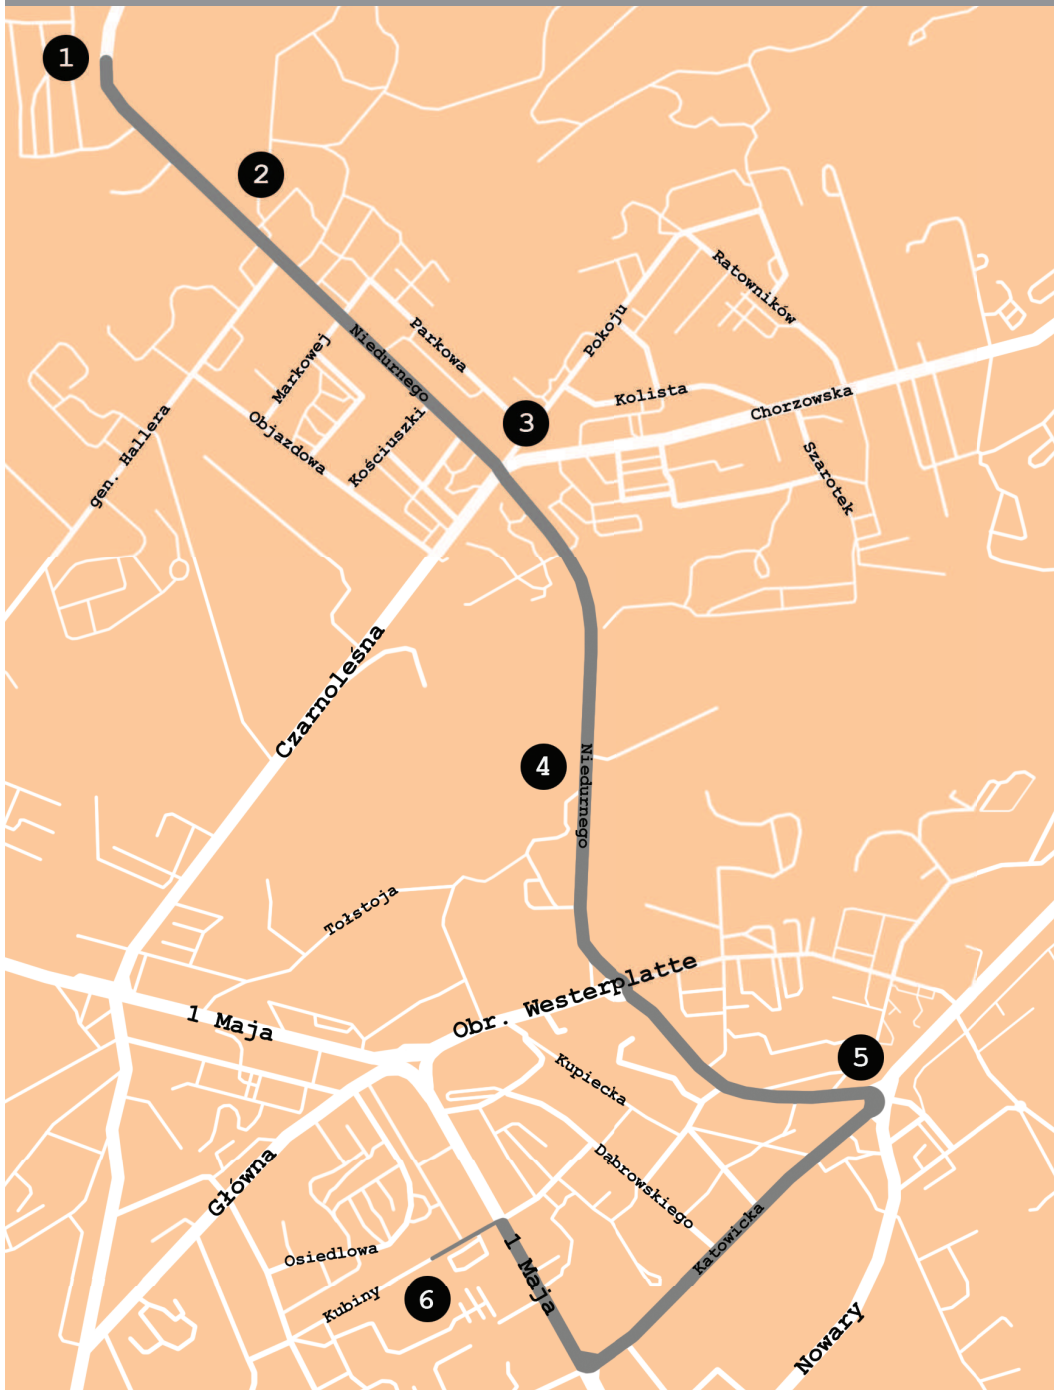 1
2
Ratowników
Pokoju
Parkowa
Niedurnego
Markowej
Kolista
Chorzowska
3
gen. Hallera
Objazdowa
Kościuszki
Szarotek
Czarnoleśna
4
Niedurnego
Tołstoja
Obr. Westerplatte
1 Maja
5
Kupiecka
Dąbrowskiego
Główna
Katowicka
Osiedlowa
1 Maja
Kubiny
6
Nowary